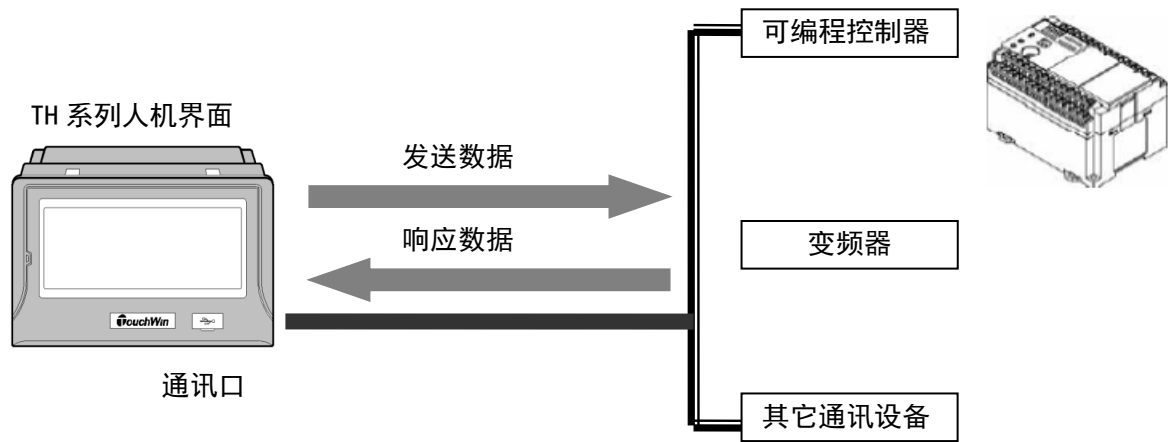 可编程控制器
TH 系列人机界面
发送数据
响应数据
变频器
TouchWin
通讯口
其它通讯设备